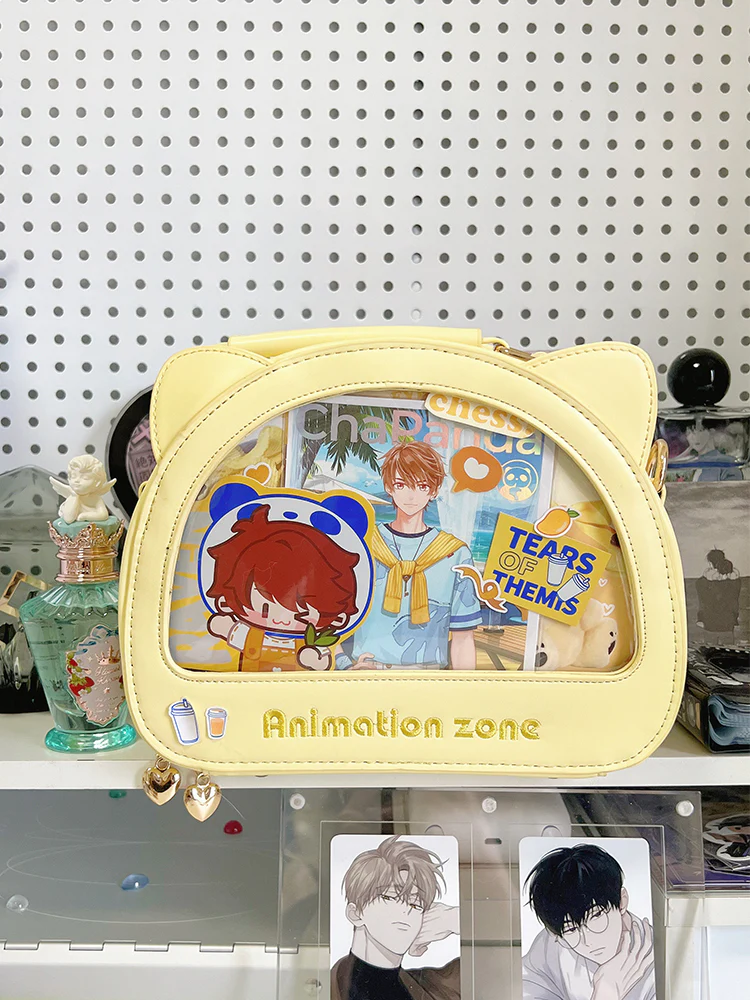 chess.
ChaPanda
TEARS
OF
THEMIS
Animation zone